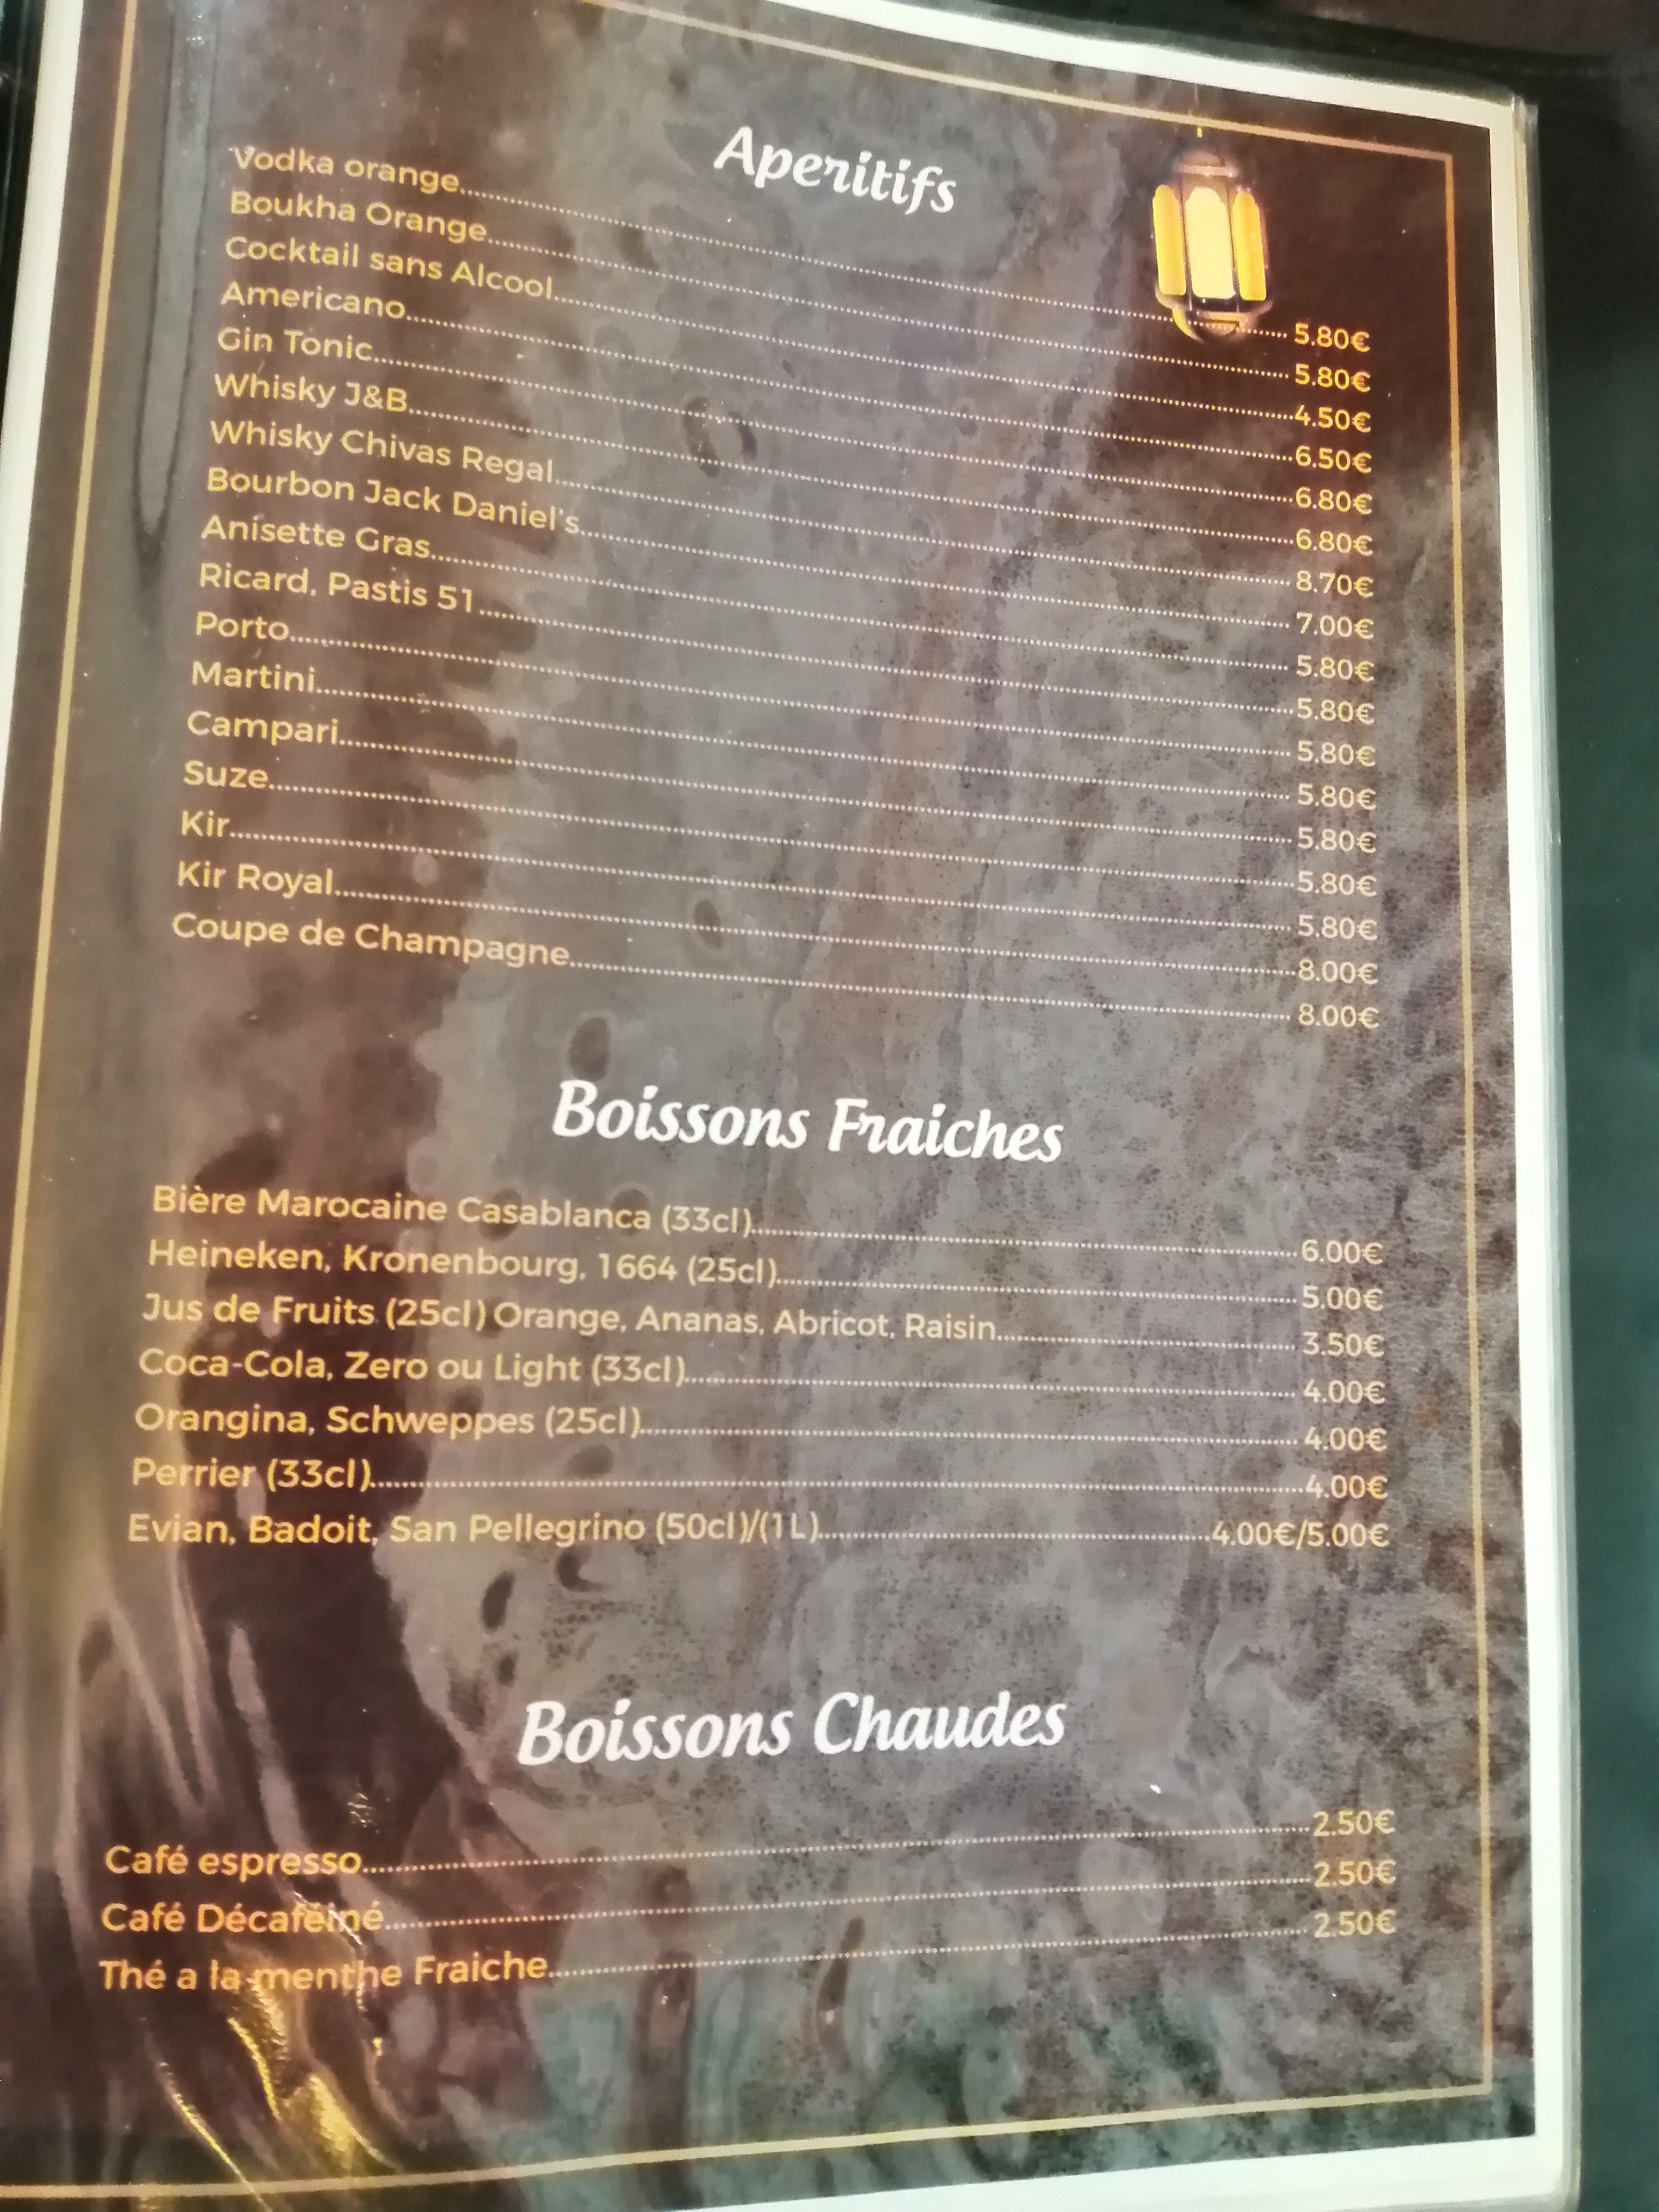 Aperitifs
Vodka orange 5.80€
Boukha Orange 5.80€
Cocktail sans Alcool 4.50€
Americano 6.50€
Gin Tonic 6.80€
Whisky J&B 6.80€
Whisky Chivas Regal 8.70€
Bourbon Jack Daniel's 7.00€
Anisette Gras 5.80€
Ricard, Pastis 51 5.80€
Porto 5.80€
Martini 5.80€
Campari 5.80€
Suze 5.80€
Kir 5.80€
Kir Royal 8.00€
Coupe de Champagne 8.00€
Boissons Fraiches
Bière Marocaine Casablanca (33cl) 6.00€
Heineken, Kronenbourg, 1664 (25cl) 5.00€
Jus de Fruits (25cl) Orange, Ananas, Abricot, Raisin 3.50€
Coca-Cola, Zero ou Light (33cl) 4.00€
Orangina, Schweppes (25cl) 4.00€
Perrier (33cl) 4.00€
Evian, Badoit, San Pellegrino (50cl)/(1L) 4.00€/5.00€
Boissons Chaudes
Café espresso 2.50€
Café Décaféiné 2.50€
Thé a la menthe Fraiche 2.50€